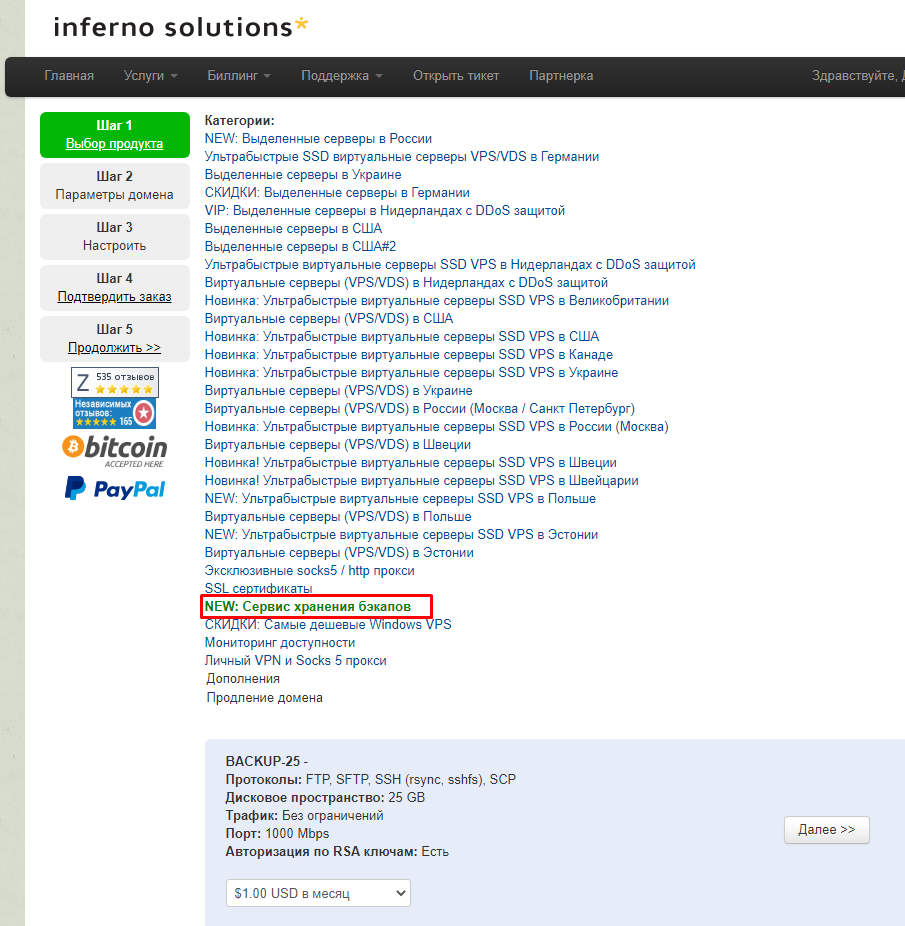 inferno solutions*
Главная Услуги Биллинг Поддержка Открыть тикет Партнерка Здравствуйте, Д
Шаг 1
Выбор продукта
Шаг 2
Параметры домена
Шаг 3
Настроить
Шаг 4
Подтвердить заказ
Шаг 5
Продолжить >>
Z 535 отзывов
Независимых
отзывов:
165
bitcoin
ACCEPTED HERE
PayPal
Категории:
NEW: Выделенные серверы в России
Ультрабыстрые SSD виртуальные серверы VPS/VDS в Германии
Выделенные серверы в Украине
СКИДКИ: Выделенные серверы в Германии
VIP: Выделенные серверы в Нидерландах с DDoS защитой
Выделенные серверы в США
Выделенные серверы в США#2
Ультрабыстрые виртуальные серверы SSD VPS в Нидерландах с DDoS защитой
Виртуальные серверы (VPS/VDS) в Нидерландах с DDoS защитой
Новинка: Ультрабыстрые виртуальные серверы SSD VPS в Великобритании
Виртуальные серверы (VPS/VDS) в США
Новинка: Ультрабыстрые виртуальные серверы SSD VPS в США
Новинка: Ультрабыстрые виртуальные серверы SSD VPS в Канаде
Новинка: Ультрабыстрые виртуальные серверы SSD VPS в Украине
Виртуальные серверы (VPS/VDS) в Украине
Виртуальные серверы (VPS/VDS) в России (Москва / Санкт Петербург)
Новинка: Ультрабыстрые виртуальные серверы SSD VPS в России (Москва)
Виртуальные серверы (VPS/VDS) в Швеции
Новинка! Ультрабыстрые виртуальные серверы SSD VPS в Швеции
Новинка! Ультрабыстрые виртуальные серверы SSD VPS в Швейцарии
NEW: Ультрабыстрые виртуальные серверы SSD VPS в Польше
Виртуальные серверы (VPS/VDS) в Польше
NEW: Ультрабыстрые виртуальные серверы SSD VPS в Эстонии
Виртуальные серверы (VPS/VDS) в Эстонии
Эксклюзивные socks5 / http прокси
SSL сертификаты
NEW: Сервис хранения бэкапов
СКИДКИ: Самые дешевые Windows VPS
Мониторинг доступности
Личный VPN и Socks 5 прокси
Дополнения
Продление домена
BACKUP-25 -
Протоколы: FTP, SFTP, SSH (rsync, sshfs), SCP
Дисковое пространство: 25 GB
Трафик: Без ограничений
Порт: 1000 Mbps
Авторизация по RSA ключам: Есть
Далее >>
$1.00 USD в месяц